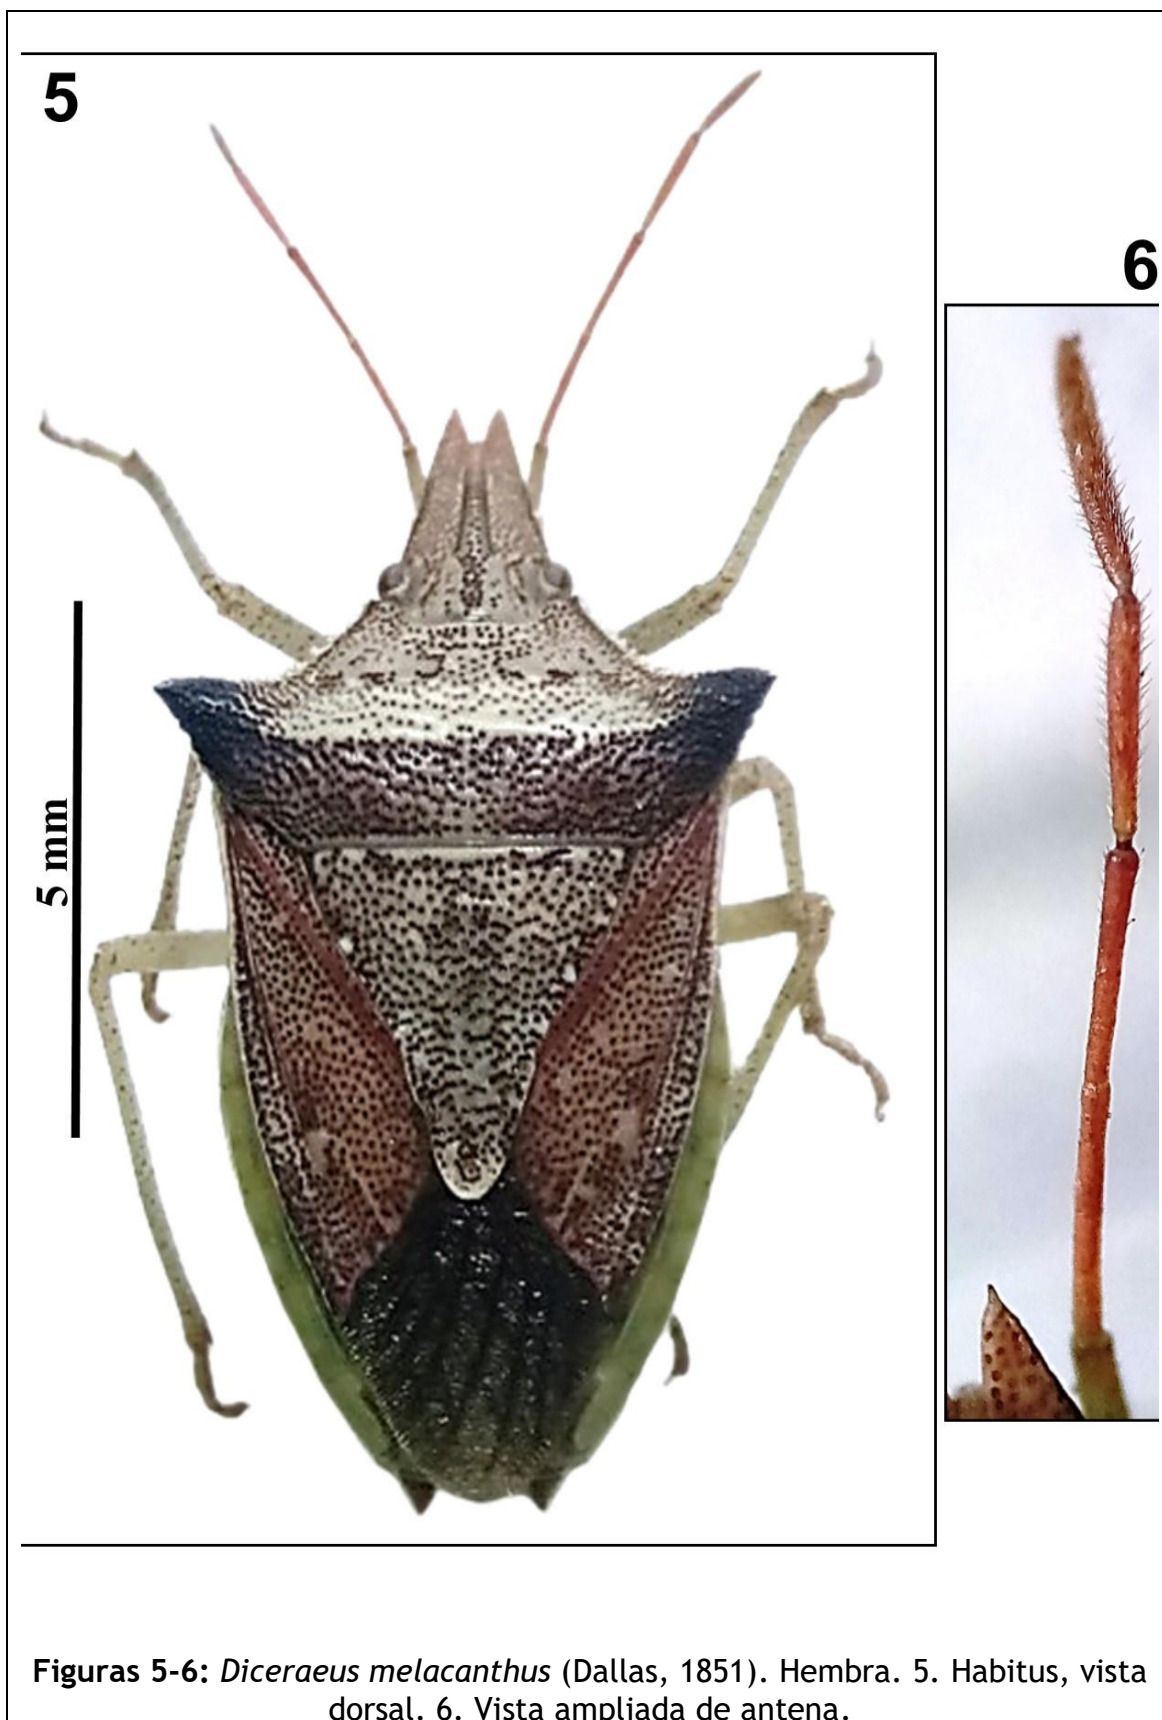 5
6
5 mm
Figuras 5-6: Diceraeus melacanthus (Dallas, 1851). Hembra. 5. Habitus, vista
dorsal. 6. Vista ampliada de antena.